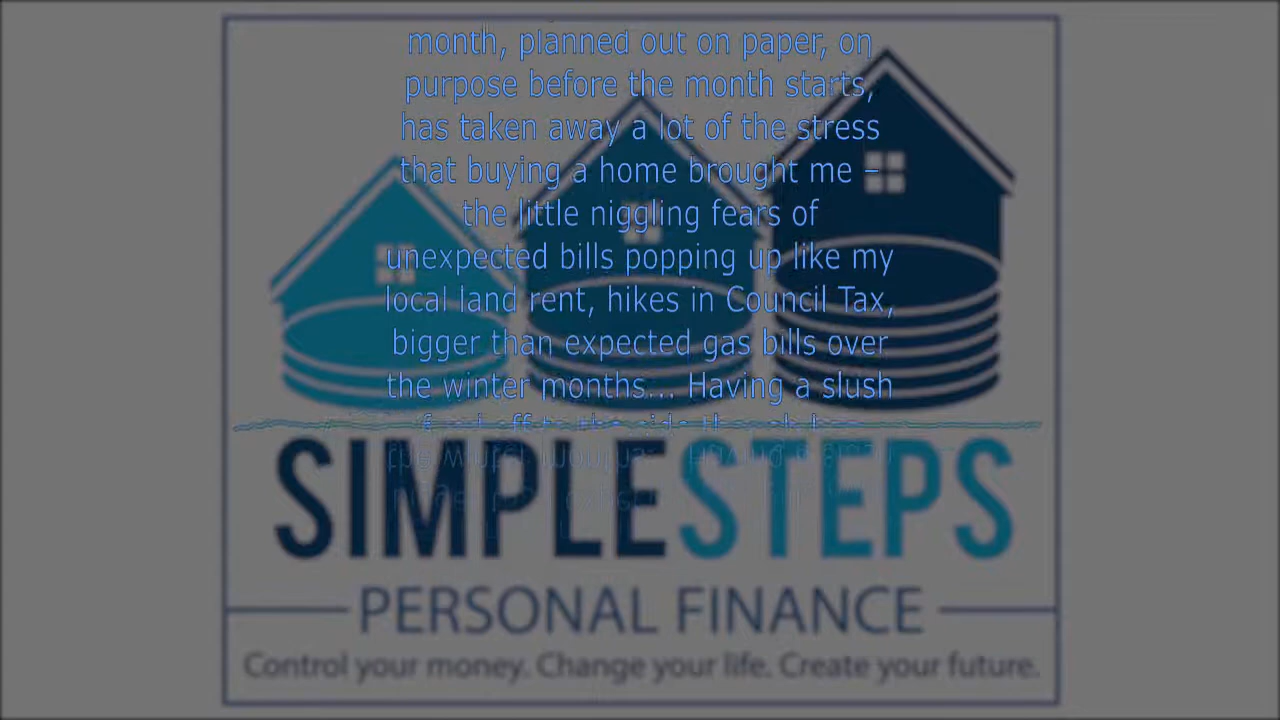 month, planned out on paper, on
purpose before the month starts,
has taken away a lot of the stress
that buying a home brought me –
the little niggling fears of
unexpected bills popping up like my
local land rent, hikes in Council Tax,
bigger than expected gas bills over
the winter months... Having a slush
SIMPLESTEPS
PERSONAL FINANCE
Control your money. Change your life. Create your future.